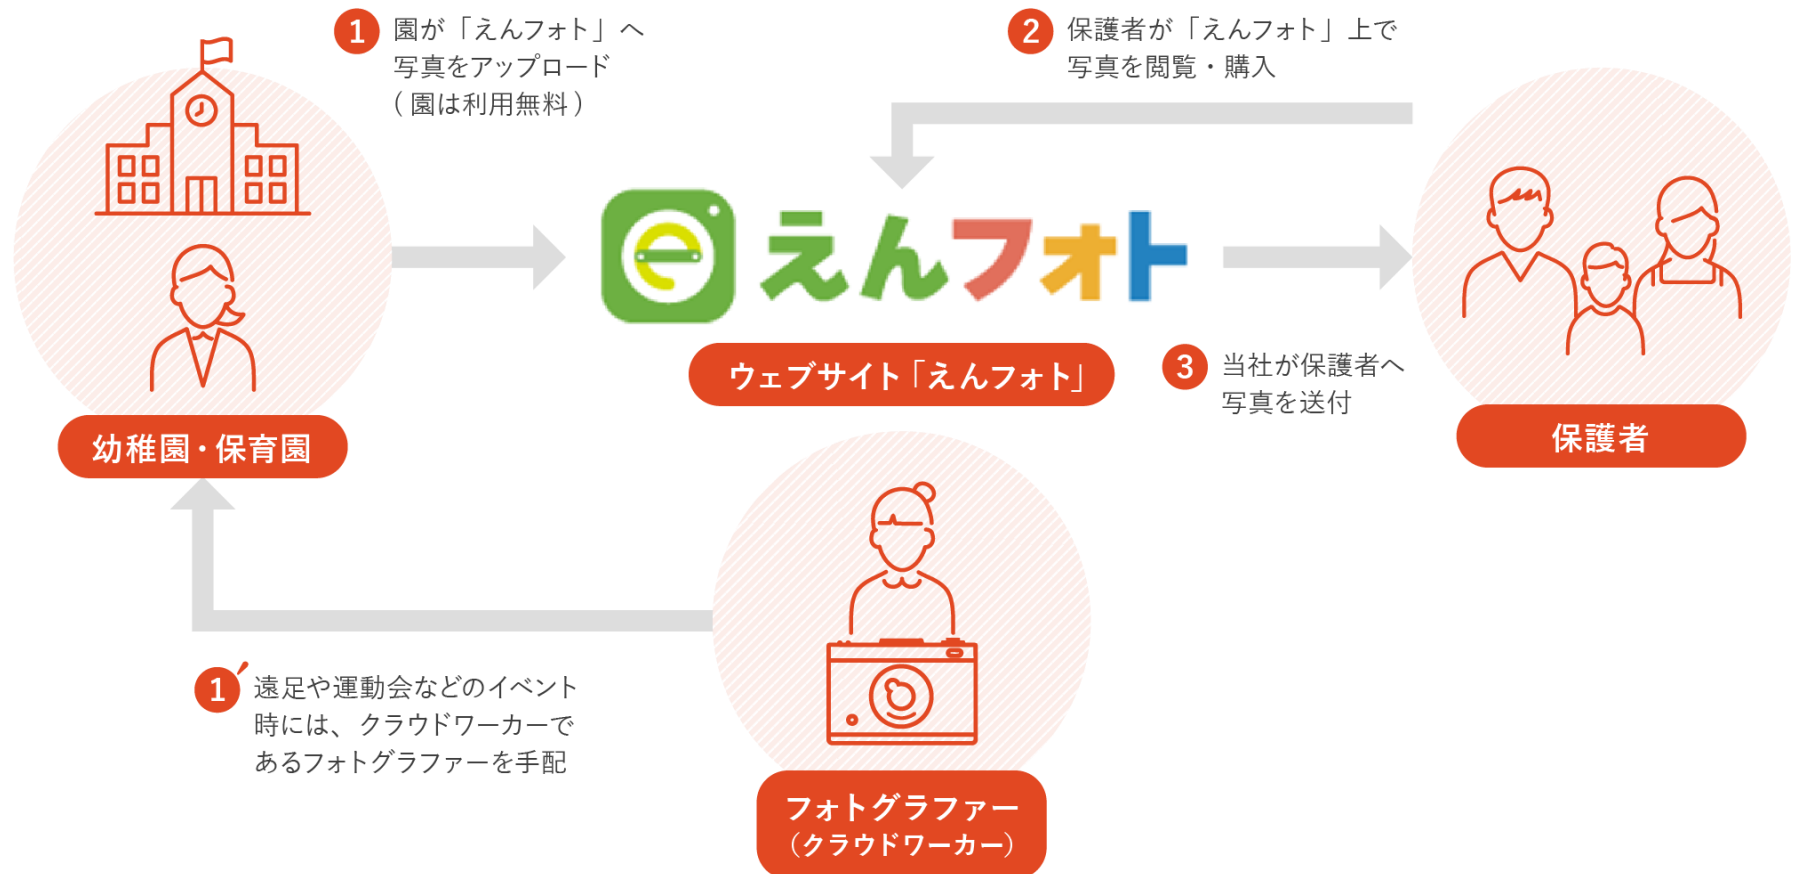 1 園が「えんフォト」へ
写真をアップロード
(園は利用無料)
2 保護者が「えんフォト」上で
写真を閲覧・購入
e えんフォト
ウェブサイト「えんフォト」
3 当社が保護者へ
写真を送付
幼稚園・保育園
保護者
1′ 遠足や運動会などのイベント
時には、クラウドワーカーで
あるフォトグラファーを手配
フォトグラファー
（クラウドワーカー）